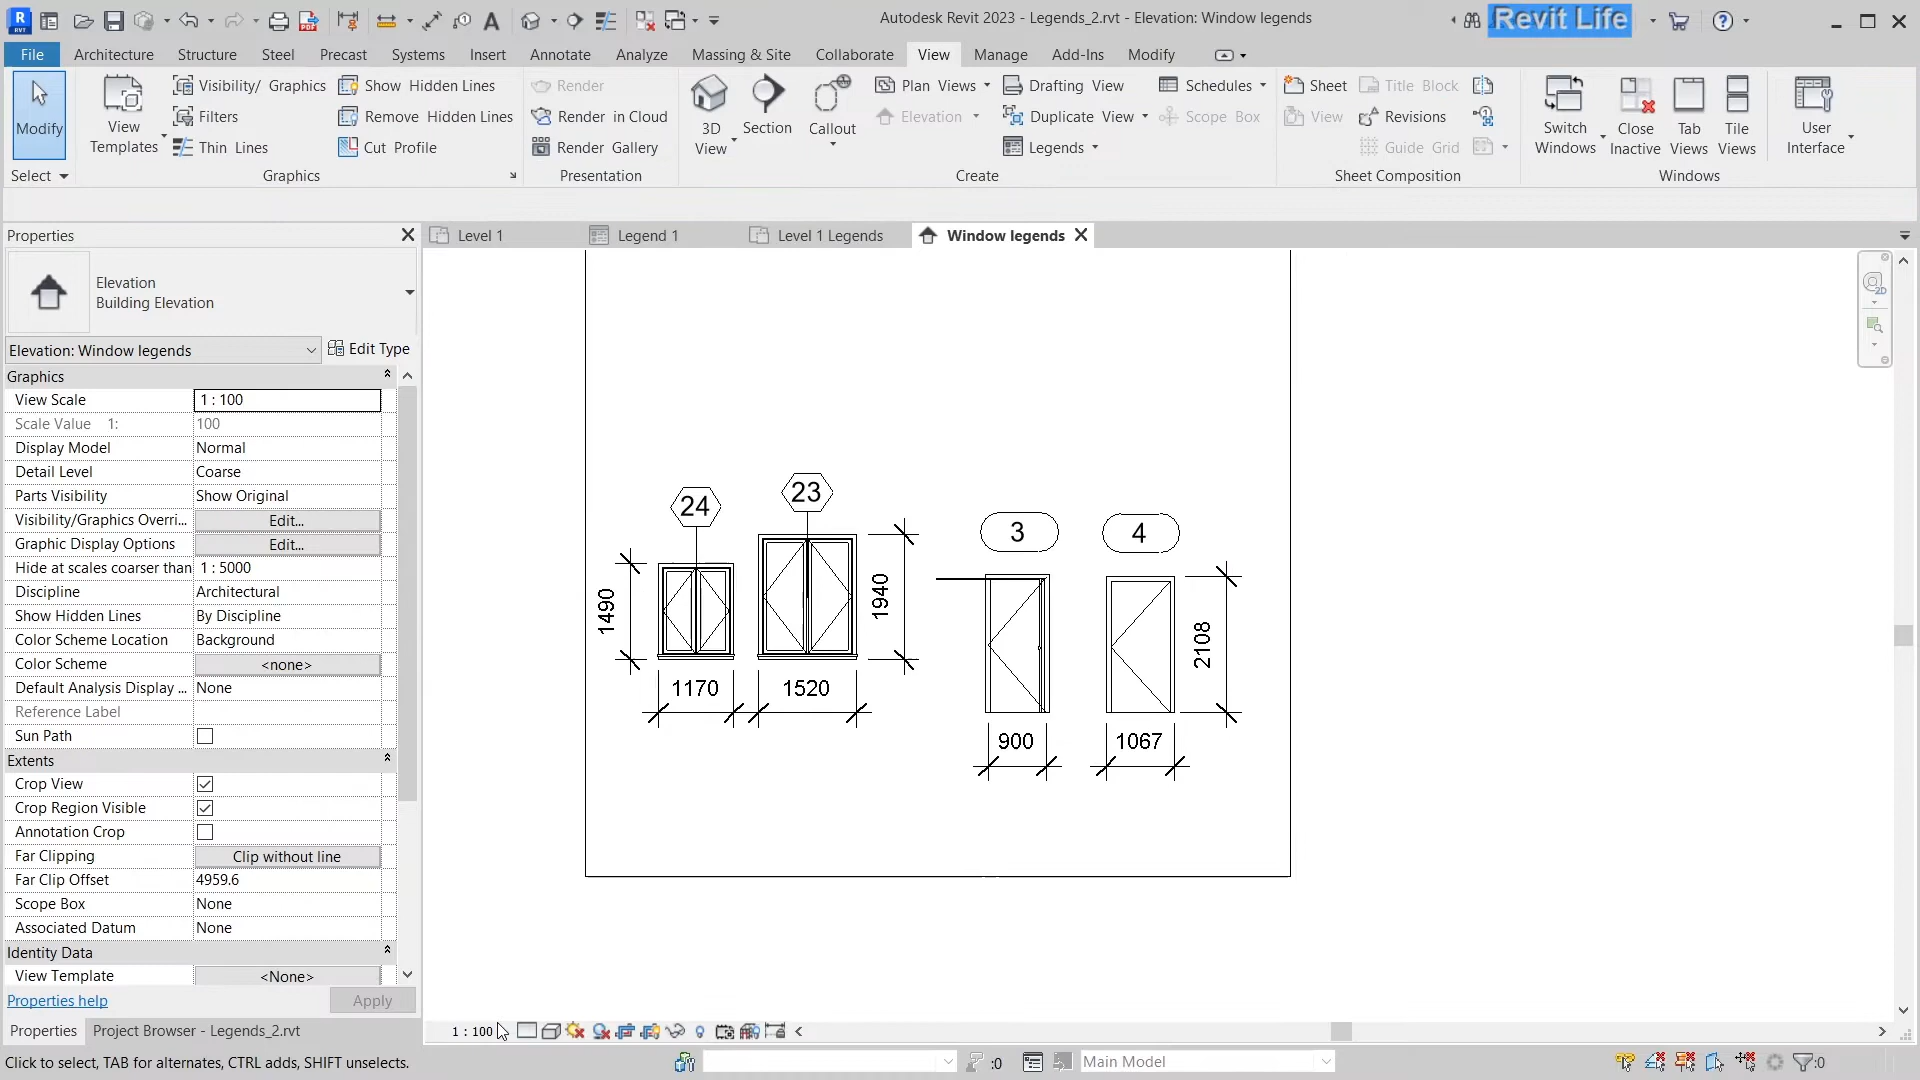 Autodesk Revit 2023 - Legends_2.rvt - Elevation: Window legends
Revit Life
File Architecture Structure Steel Precast Systems Insert Annotate Analyze Massing & Site Collaborate View Manage Add-Ins Modify
Modify
Select
View Templates
Visibility/ Graphics
Filters
Thin Lines
Show Hidden Lines
Remove Hidden Lines
Cut Profile
Graphics
Render
Render in Cloud
Render Gallery
Presentation
3D View
Section
Callout
Plan Views
Elevation
Drafting View
Duplicate View
Legends
Schedules
Scope Box
Create
Sheet
View
Title Block
Revisions
Guide Grid
Sheet Composition
Switch Windows
Close Inactive
Tab Views
Tile Views
Windows
User Interface
Properties
Level 1
Legend 1
Level 1 Legends
Window legends
Elevation
Building Elevation
Elevation: Window legends
Edit Type
Graphics
View Scale 1 : 100
Scale Value 1: 100
Display Model Normal
Detail Level Coarse
Parts Visibility Show Original
Visibility/Graphics Overri... Edit...
Graphic Display Options Edit...
Hide at scales coarser than 1 : 5000
Discipline Architectural
Show Hidden Lines By Discipline
Color Scheme Location Background
Color Scheme <none>
Default Analysis Display ... None
Reference Label
Sun Path
Extents
Crop View
Crop Region Visible
Annotation Crop
Far Clipping Clip without line
Far Clip Offset 4959.6
Scope Box None
Associated Datum None
Identity Data
View Template <None>
Properties help
Apply
Properties
Project Browser - Legends_2.rvt
24
23
3
4
1490
1940
2108
1170
1520
900
1067
2D
1 : 100
Click to select, TAB for alternates, CTRL adds, SHIFT unselects.
:0
Main Model
:0